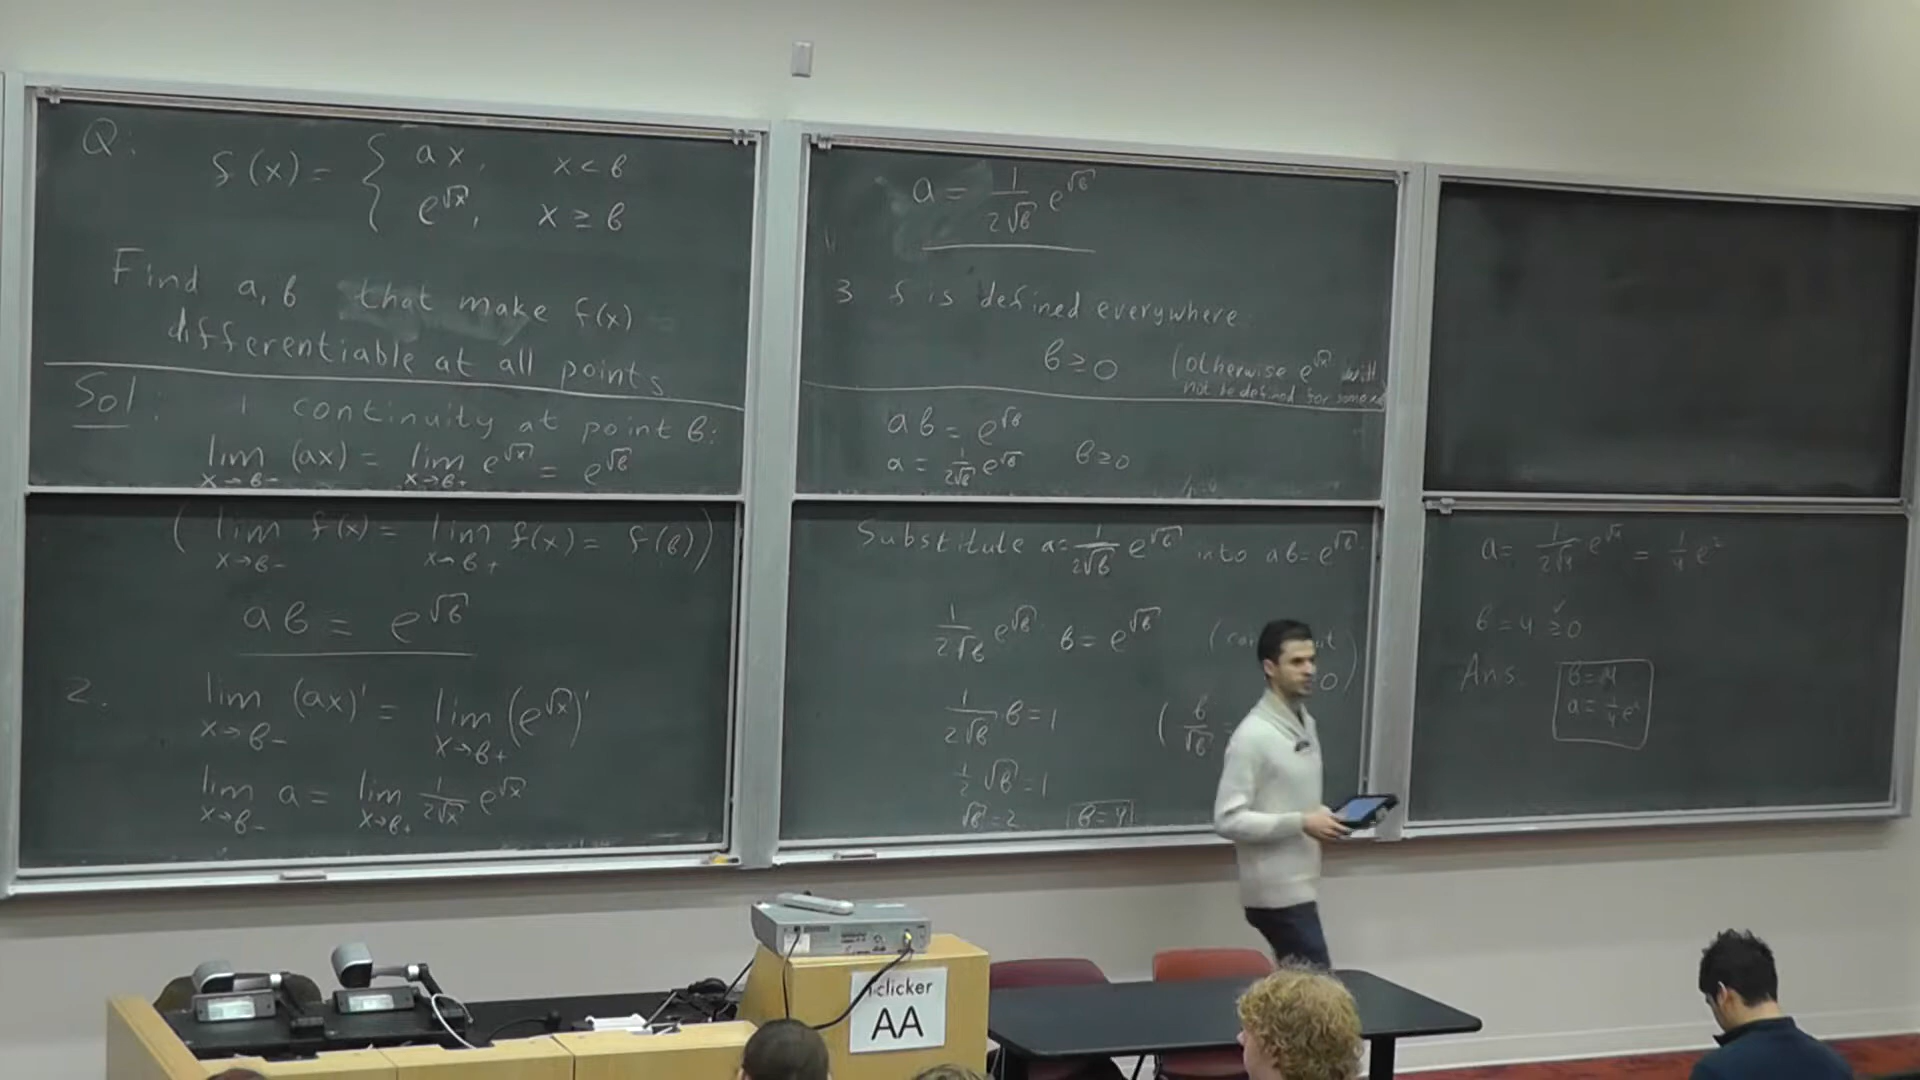 Q: f(x) = { ax, x < b
e^√x, x ≥ b
Find a, b that make f(x)
differentiable at all points
Sol: 1 continuity at point b:
lim x→b- (ax) = lim x→b+ e^√x = e^√b
( lim x→b- f(x) = lim x→b+ f(x) = f(b) )
ab = e^√b
2. lim x→b- (ax)' = lim x→b+ (e^√x)'
lim x→b- a = lim x→b+ 1/(2√x) e^√x
a = 1/(2√b) e^√b
3 f is defined everywhere
b ≥ 0 (otherwise e^√x will
not be defined for some x
ab = e^√b
a = 1/(2√b) e^√b b ≥ 0
Substitute a = 1/(2√b) e^√b into ab = e^√b
1/(2√b) e^√b · b = e^√b
1/(2√b) b = 1 ( b/√b =
1/2 √b = 1
√b = 2 b = 4
a = 1/(2√4) e^√4 = 1/4 e^2
b = 4 ≥ 0 ✓
Ans. b = 4
a = 1/4 e^2
iclicker
AA